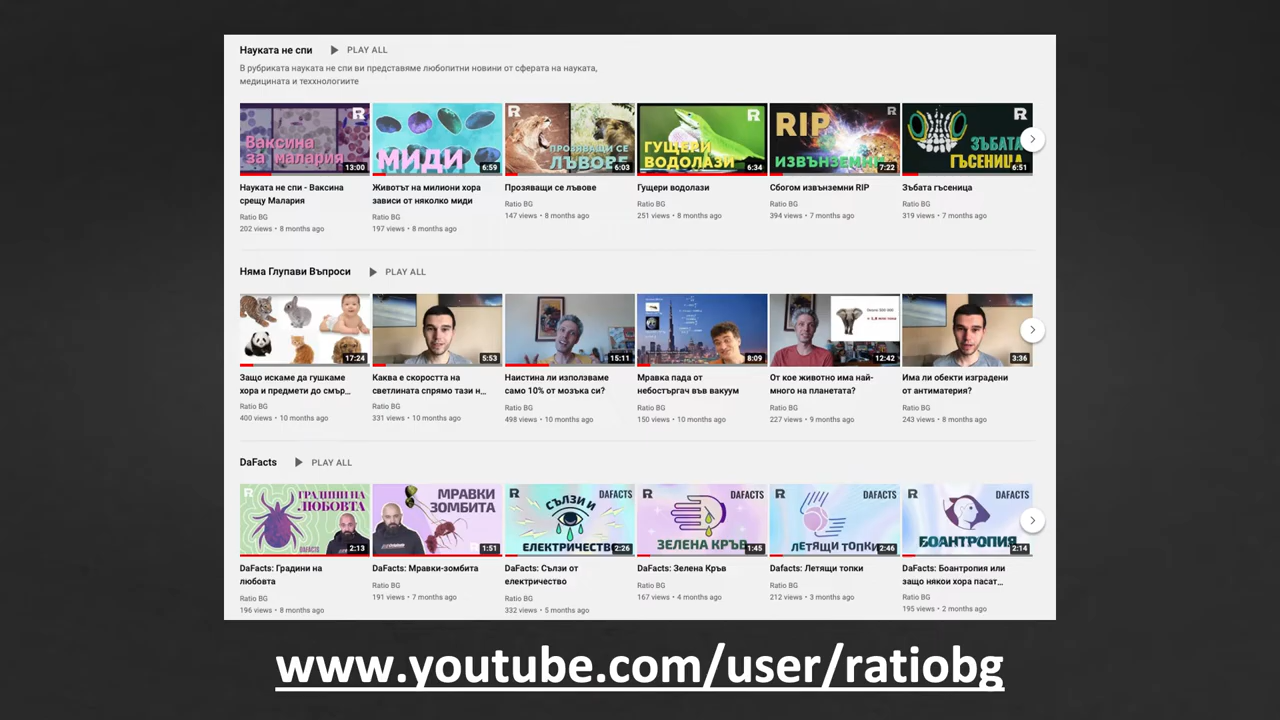 Науката не спи PLAY ALL
В рубриката науката не спи ви представяме любопитни новини от сферата на науката,
медицината и теххнологиите
R
Ваксина
за малария
13:00
МИДИ
6:59
R
ПРОЗЯВАЩИ СЕ
ЛЪВОВЕ
6:03
R
ГУЩЕРИ
ВОДОЛАЗИ
6:34
RIP
ИЗВЪНЗЕМНИ
7:22
R
ЗЪБАТА
ГЪСЕНИЦА
6:51
Науката не спи - Ваксина
срещу Малария
Ratio BG
202 views • 8 months ago
Животът на милиони хора
зависи от няколко миди
Ratio BG
197 views • 8 months ago
Прозяващи се лъвове
Ratio BG
147 views • 8 months ago
Гущери водолази
Ratio BG
251 views • 8 months ago
Сбогом извънземни RIP
Ratio BG
394 views • 7 months ago
Зъбата гъсеница
Ratio BG
319 views • 7 months ago
Няма Глупави Въпроси PLAY ALL
17:24
5:53
15:11
8:09
12:42
3:36
Защо искаме да гушкаме
хора и предмети до смър...
Ratio BG
400 views • 10 months ago
Каква е скоростта на
светлината спрямо тази н...
Ratio BG
331 views • 10 months ago
Наистина ли използваме
само 10% от мозъка си?
Ratio BG
498 views • 10 months ago
Мравка пада от
небостъргач във вакуум
Ratio BG
150 views • 10 months ago
От кое животно има най-
много на планетата?
Ratio BG
227 views • 9 months ago
Има ли обекти изградени
от антиматерия?
Ratio BG
243 views • 8 months ago
DaFacts PLAY ALL
R
ГРАДИНИ НА
ЛЮБОВТА
DAFACTS
2:13
МРАВКИ
ЗОМБИТА
1:51
R DAFACTS
СЪЛЗИ И
ЕЛЕКТРИЧЕСТВО
2:26
R DAFACTS
ЗЕЛЕНА КРЪВ
1:45
R DAFACTS
ЛЕТЯЩИ ТОПКИ
2:46
R DAFACTS
БОАНТРОПИЯ
2:14
DaFacts: Градини на
любовта
Ratio BG
196 views • 8 months ago
DaFacts: Мравки-зомбита
Ratio BG
191 views • 7 months ago
DaFacts: Сълзи от
електричество
Ratio BG
332 views • 5 months ago
DaFacts: Зелена Кръв
Ratio BG
167 views • 4 months ago
Dafacts: Летящи топки
Ratio BG
212 views • 3 months ago
DaFacts: Боантропия или
защо някои хора пасат...
Ratio BG
195 views • 2 months ago
www.youtube.com/user/ratiobg